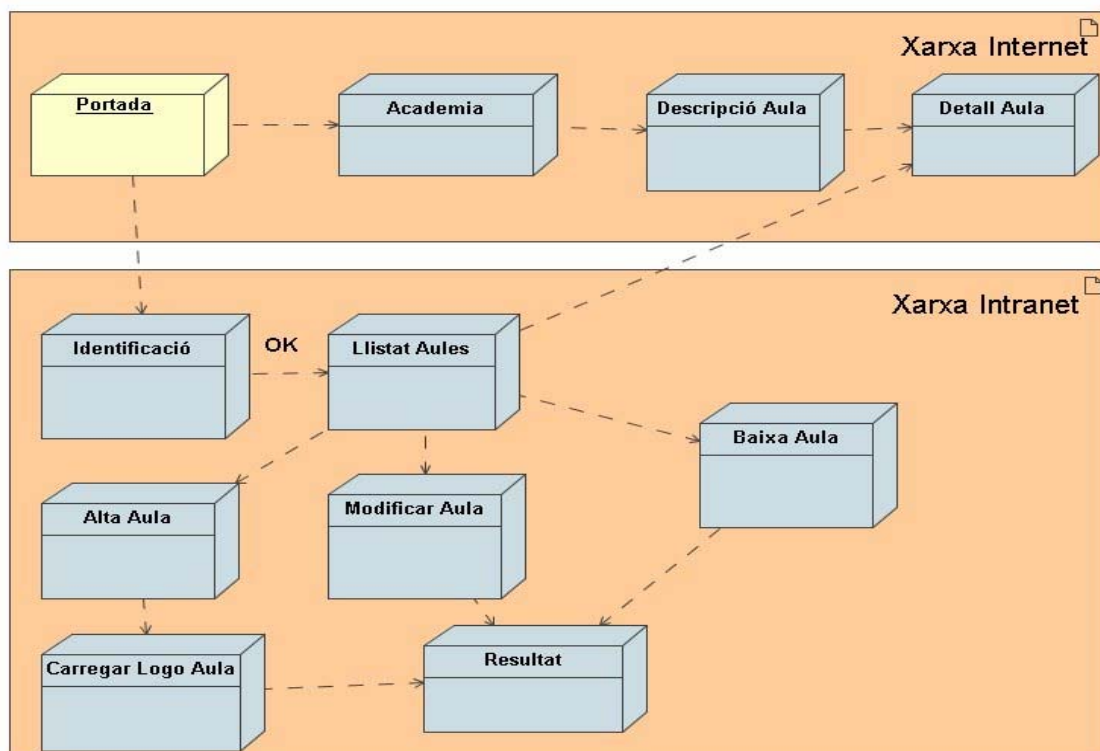 Xarxa Internet
Portada
Academia
Descripció Aula
Detall Aula
Xarxa Intranet
Identificació
OK
Llistat Aules
Baixa Aula
Alta Aula
Modificar Aula
Carregar Logo Aula
Resultat